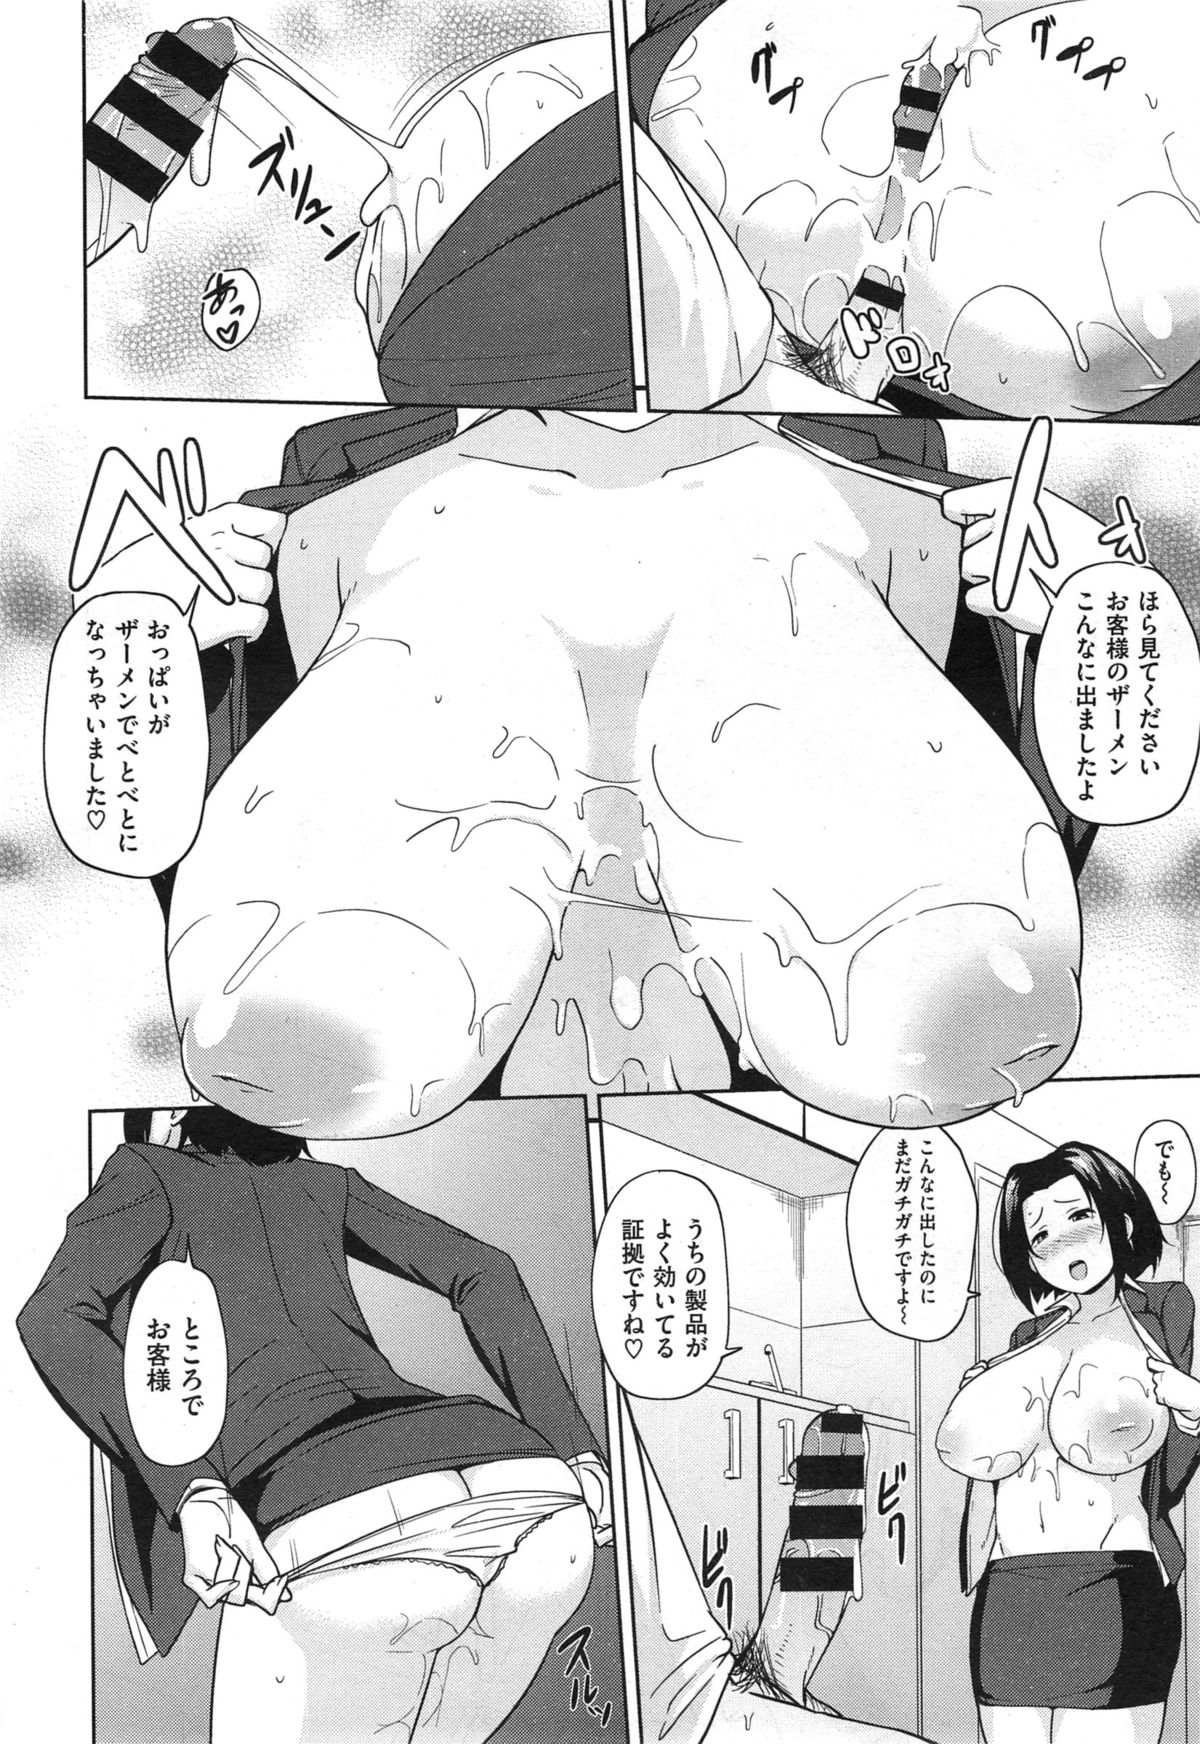 グププ
グププ
ドロォ
ズリュン
あっ♡
ほら見てください
お客様のザーメン
こんなに出ましたよ
おっぱいが
ザーメンでべとべとに
なっちゃいました♡
でも〜
こんなに出したのに
まだガチガチですよ〜
うちの製品が
よく効いてる
証拠ですね♡
ビク
ビク
ところで
お客様
スルッ